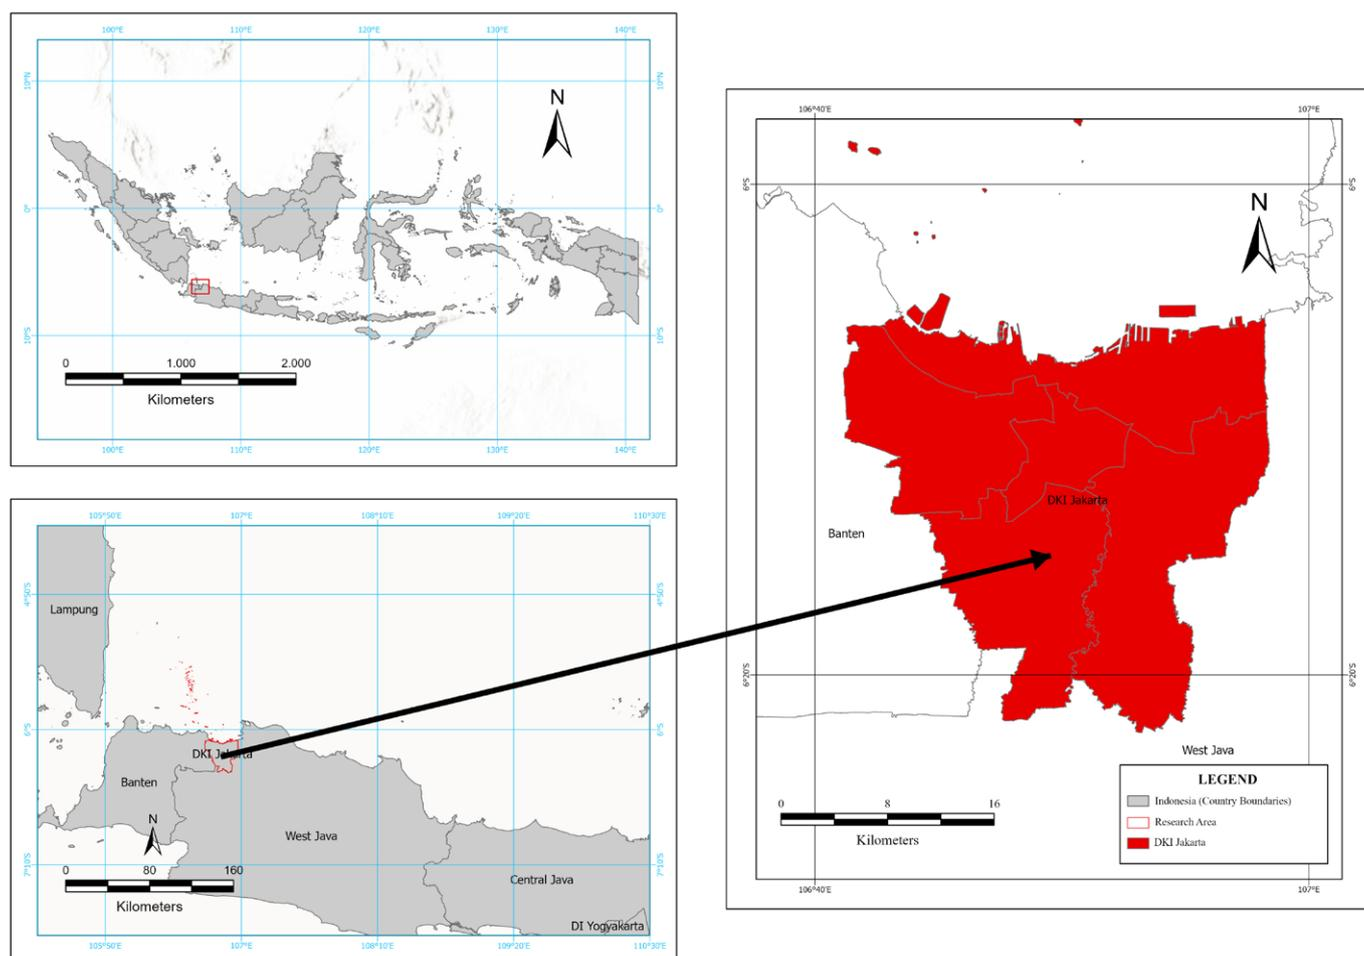 100°E
110°E
120°E
130°E
140°E
10°N
10°N
N
0°
0°
10°S
10°S
0
1.000
2.000
Kilometers
100°E
110°E
120°E
130°E
140°E
105°50'E
107°E
108°10'E
109°20'E
110°30'E
4°50'S
4°50'S
Lampung
6°S
6°S
DKI Jakarta
Banten
N
West Java
7°10'S
7°10'S
0
80
160
Kilometers
Central Java
DI Yogyakarta
105°50'E
107°E
108°10'E
109°20'E
110°30'E
106°40'E
107°E
6°S
6°S
N
DKI Jakarta
Banten
6°20'S
6°20'S
West Java
LEGEND
Indonesia (Country Boundaries)
Research Area
DKI Jakarta
0
8
16
Kilometers
106°40'E
107°E